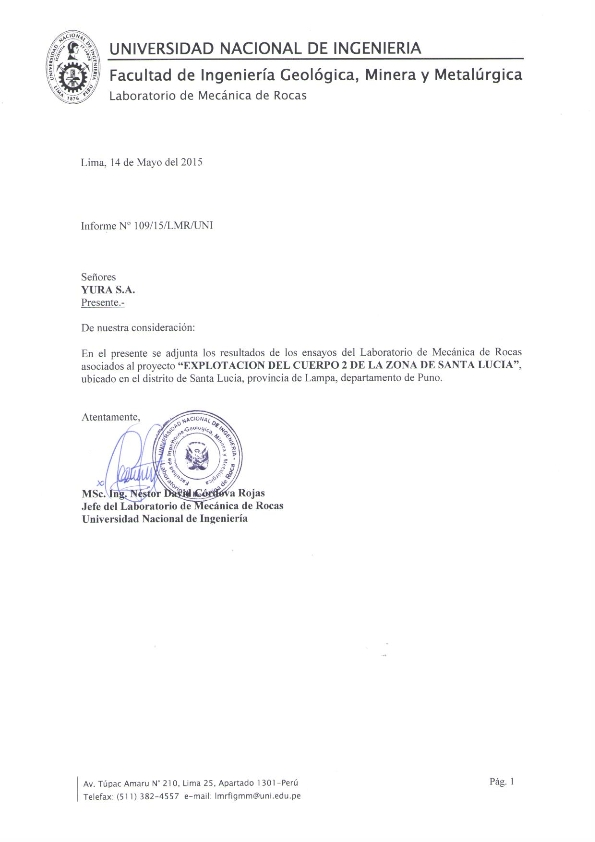 UNIVERSIDAD NACIONAL DE INGENIERIA
Facultad de Ingeniería Geológica, Minera y Metalúrgica
Laboratorio de Mecánica de Rocas
Lima, 14 de Mayo del 2015
Informe N° 109/15/LMR/UNI
Señores
YURA S.A.
Presente.-
De nuestra consideración:
En el presente se adjunta los resultados de los ensayos del Laboratorio de Mecánica de Rocas
asociados al proyecto “EXPLOTACION DEL CUERPO 2 DE LA ZONA DE SANTA LUCIA”,
ubicado en el distrito de Santa Lucía, provincia de Lampa, departamento de Puno.
Atentamente,
UNIVERSIDAD NACIONAL DE INGENIERIA
MSc. Ing. Néstor David Córdova Rojas
Jefe del Laboratorio de Mecánica de Rocas
Universidad Nacional de Ingeniería
Av. Túpac Amaru N° 210, Lima 25, Apartado 1301-Perú
Telefax: (511) 382-4557 e-mail: lmrfigmm@uni.edu.pe
Pág. 1